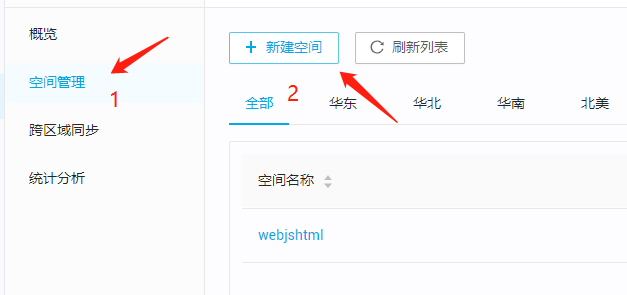 概览
空间管理
1
跨区域同步
统计分析
+ 新建空间
刷新列表
2
全部 华东 华北 华南 北美
空间名称
webjshtml